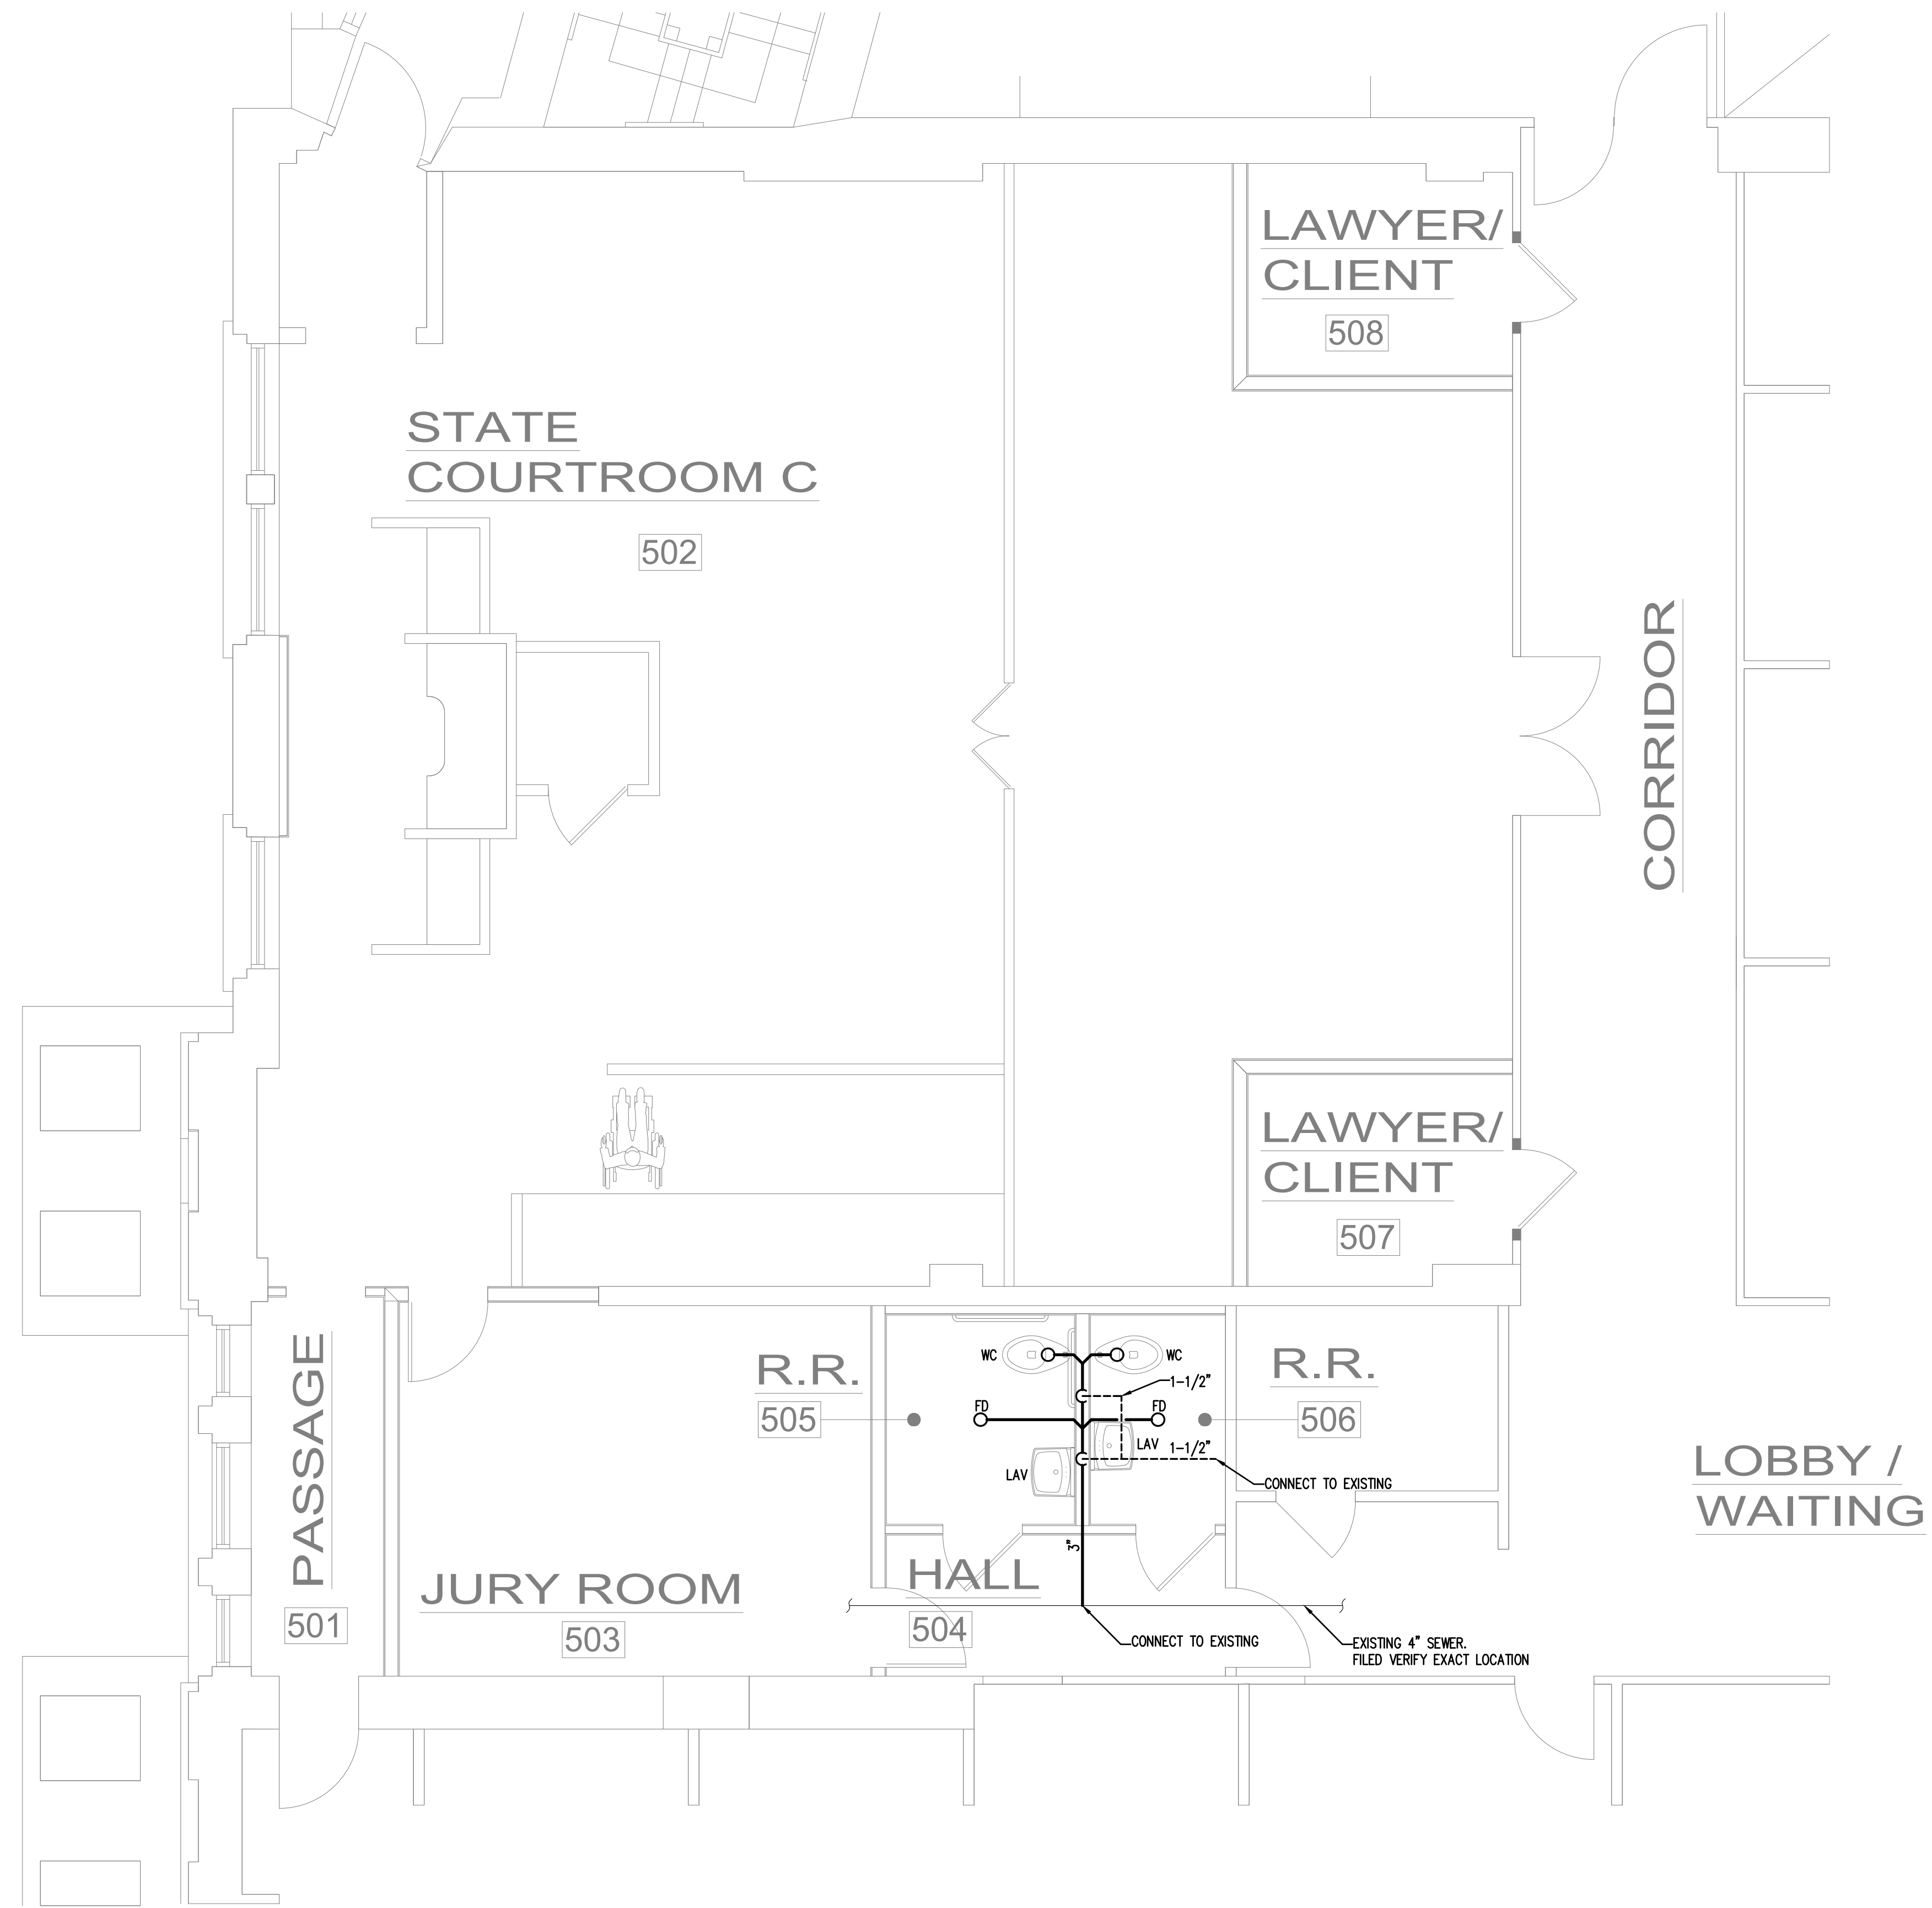 LAWYER/
CLIENT
508
STATE
COURTROOM C
502
CORRIDOR
LAWYER/
CLIENT
507
PASSAGE
501
R.R.
505
WC
WC
1-1/2"
FD
FD
LAV
1-1/2"
LAV
CONNECT TO EXISTING
R.R.
506
LOBBY /
WAITING
3"
JURY ROOM
503
HALL
504
CONNECT TO EXISTING
EXISTING 4" SEWER.
FILED VERIFY EXACT LOCATION